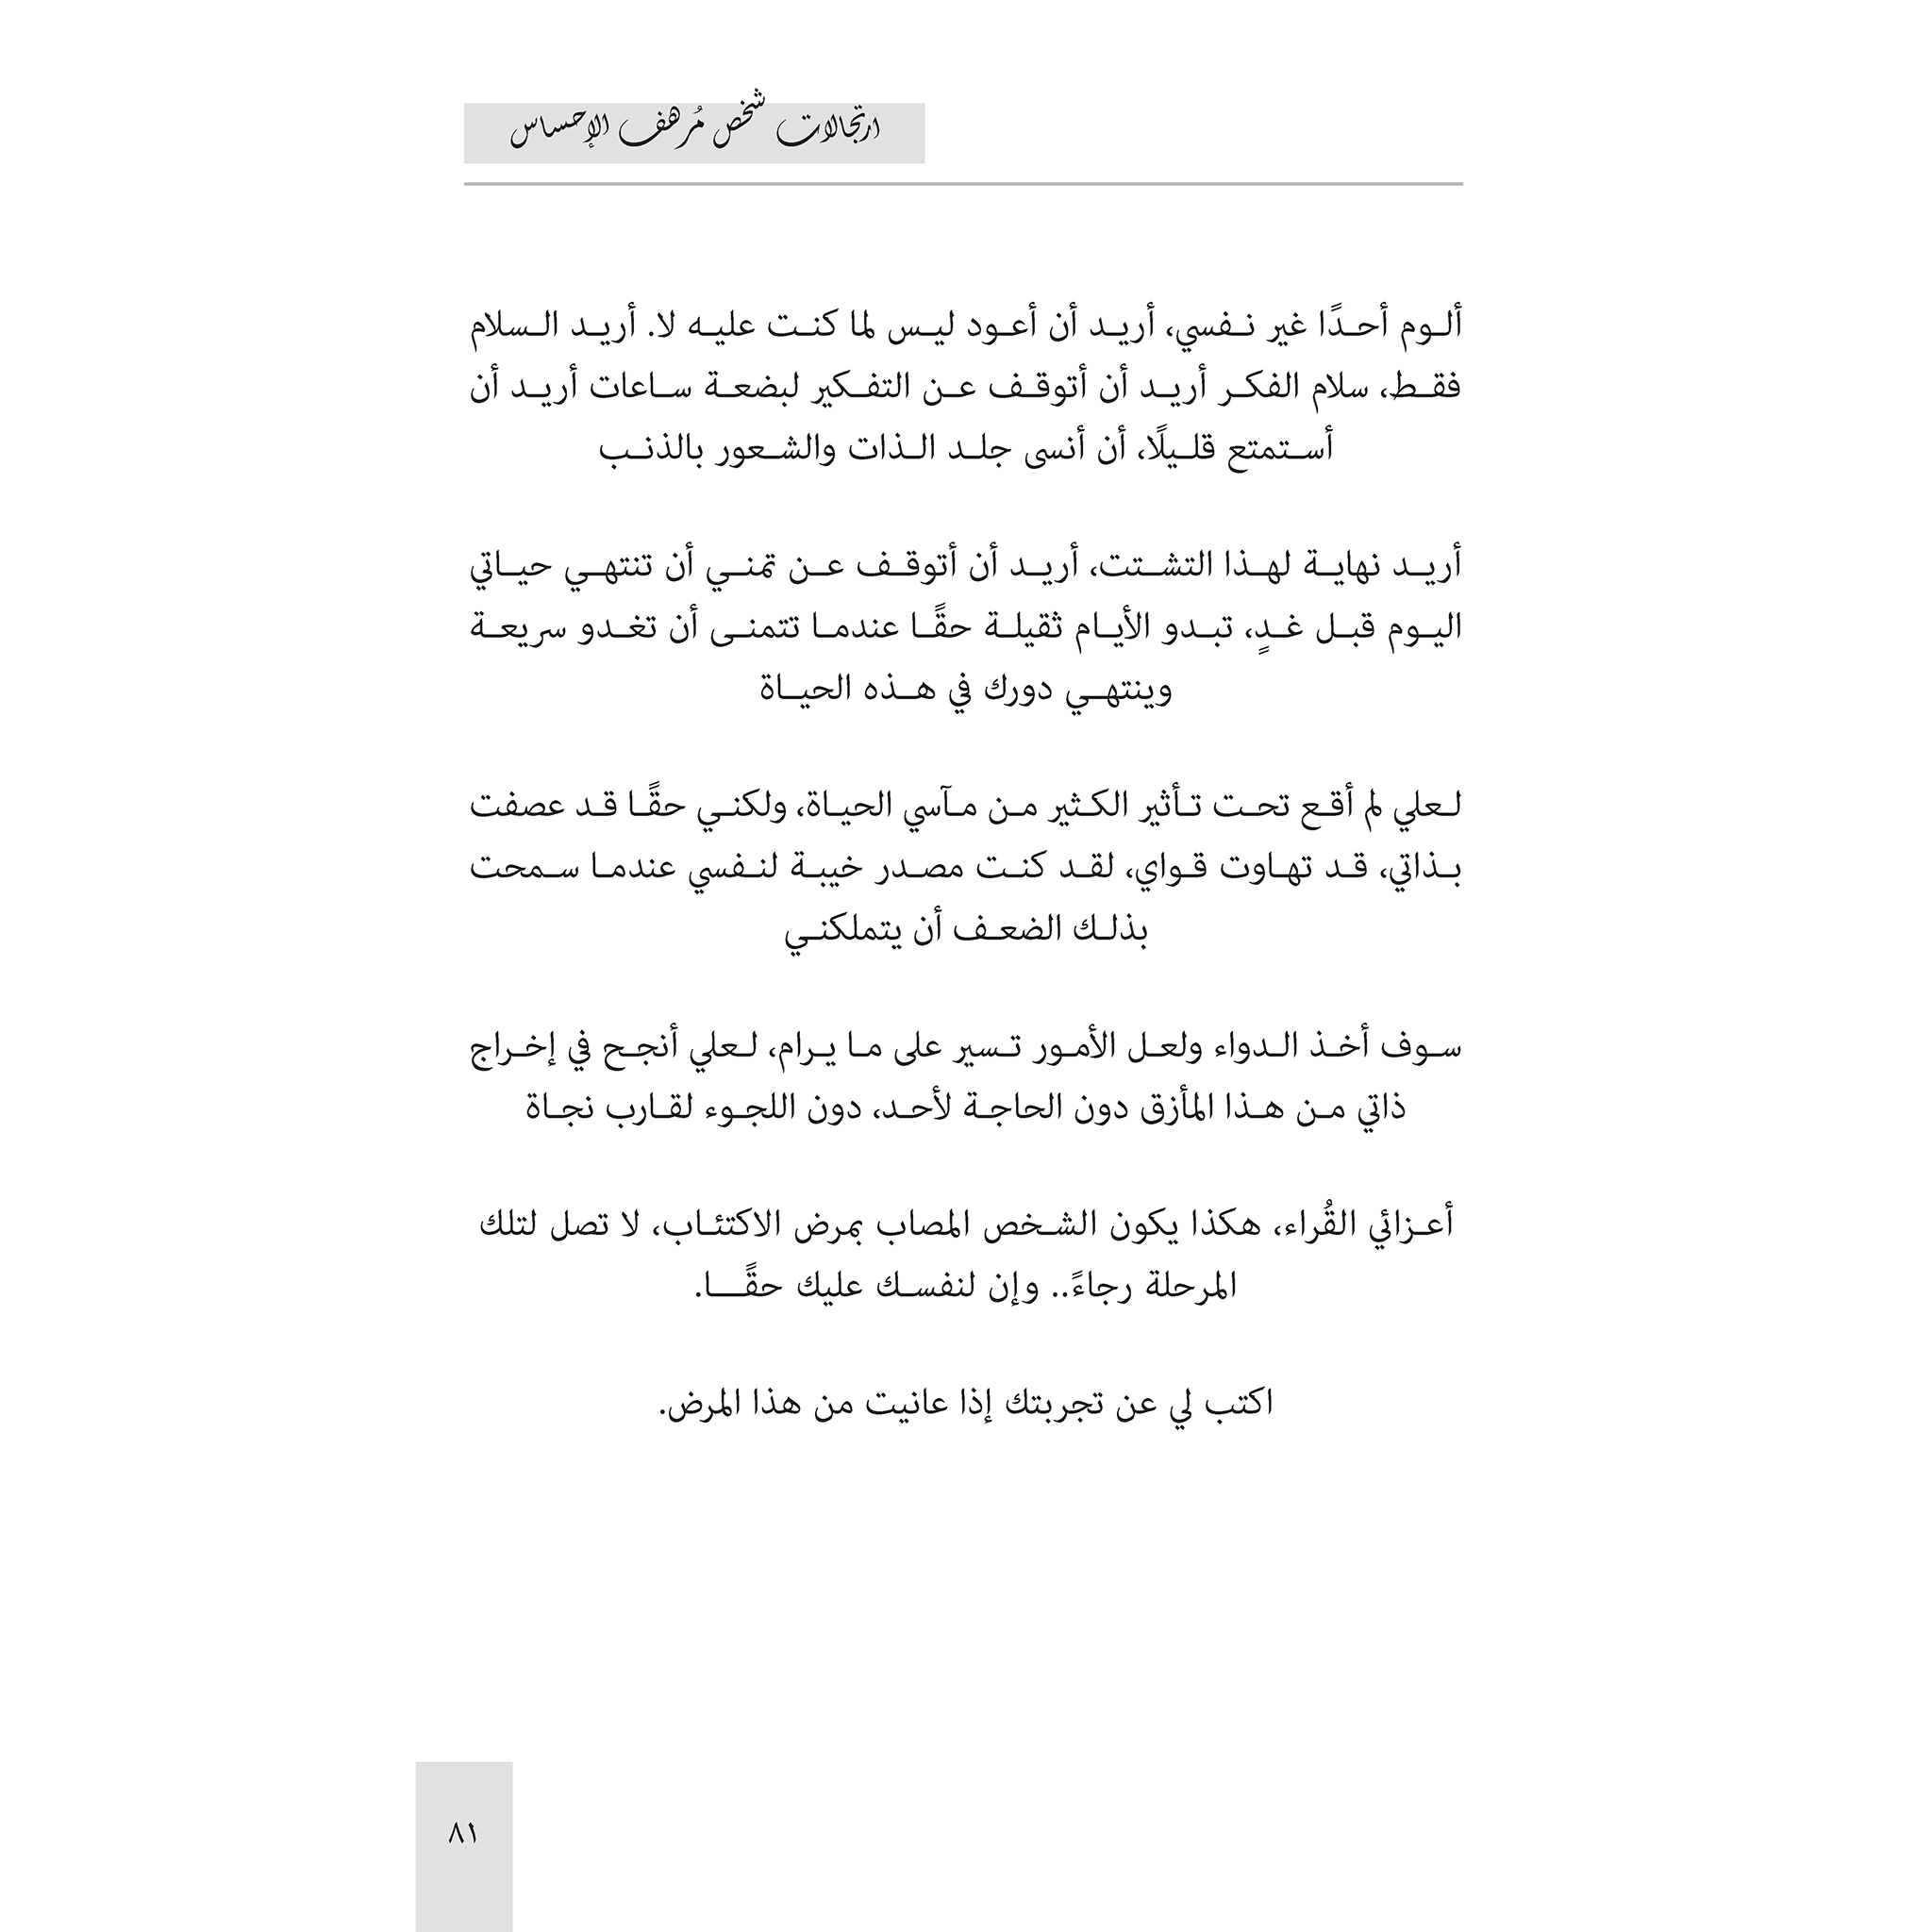 ارتجالات شخص مُرهف الإحساس
ألوم أحدًا غير نفسي، أريد أن أعود ليس لما كنت عليه لا. أريد السلام
فقط، سلام الفكر أريد أن أتوقف عن التفكير لبضعة ساعات أريد أن
أستمتع قليلًا، أن أنسى جلد الذات والشعور بالذنب
أريد نهاية لهذا التشتت، أريد أن أتوقف عن تمني أن تنتهي حياتي
اليوم قبل غدٍ، تبدو الأيام ثقيلة حقًا عندما تتمنى أن تغدو سريعة
وينتهي دورك في هذه الحياة
لعلي لم أقع تحت تأثير الكثير من مآسي الحياة، ولكني حقًا قد عصفت
بذاتي، قد تهاوت قواي، لقد كنت مصدر خيبة لنفسي عندما سمحت
بذلك الضعف أن يتملكني
سوف أخذ الدواء ولعل الأمور تسير على ما يرام، لعلي أنجح في إخراج
ذاتي من هذا المأزق دون الحاجة لأحد، دون اللجوء لقارب نجاة
أعزائي القُراء، هكذا يكون الشخص المصاب بمرض الاكتئاب، لا تصل لتلك
المرحلة رجاءً.. وإن لنفسك عليك حقًـــا.
اكتب لي عن تجربتك إذا عانيت من هذا المرض.
٨١